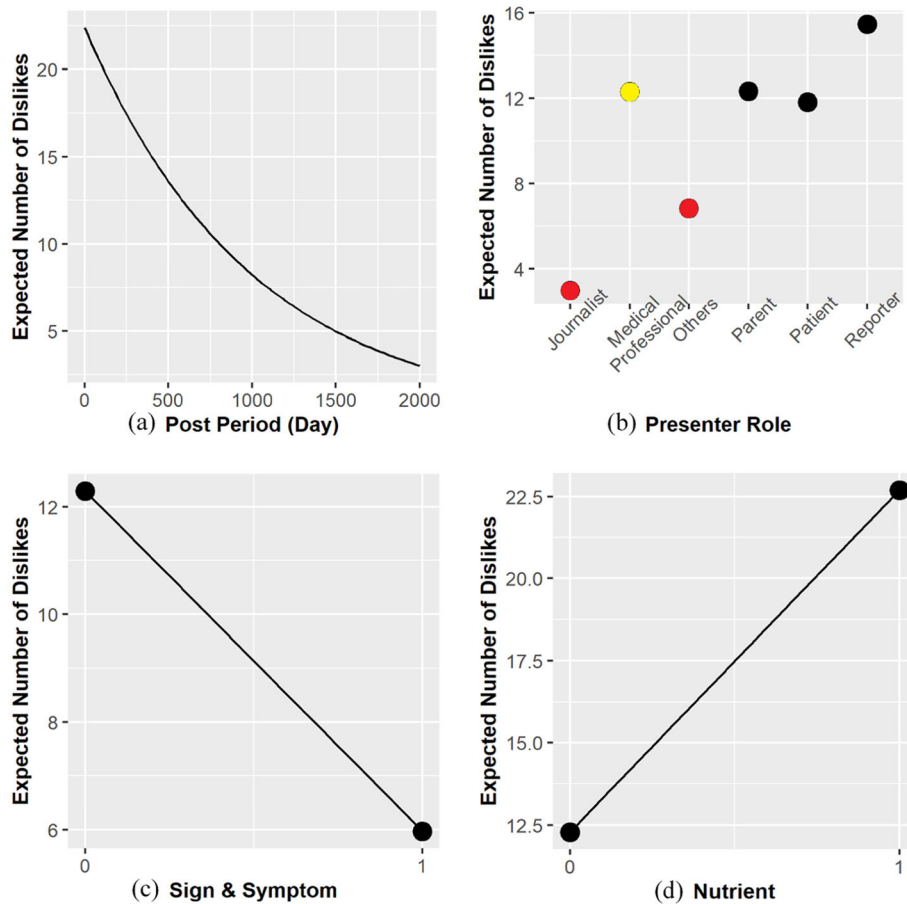 Expected Number of Dislikes
20
15
10
5
0 500 1000 1500 2000
(a) Post Period (Day)
Expected Number of Dislikes
16
12
8
4
Journalist
Medical
Professional
Others
Parent
Patient
Reporter
(b) Presenter Role
Expected Number of Dislikes
12
10
8
6
0 1
(c) Sign & Symptom
Expected Number of Dislikes
22.5
20.0
17.5
15.0
12.5
0 1
(d) Nutrient